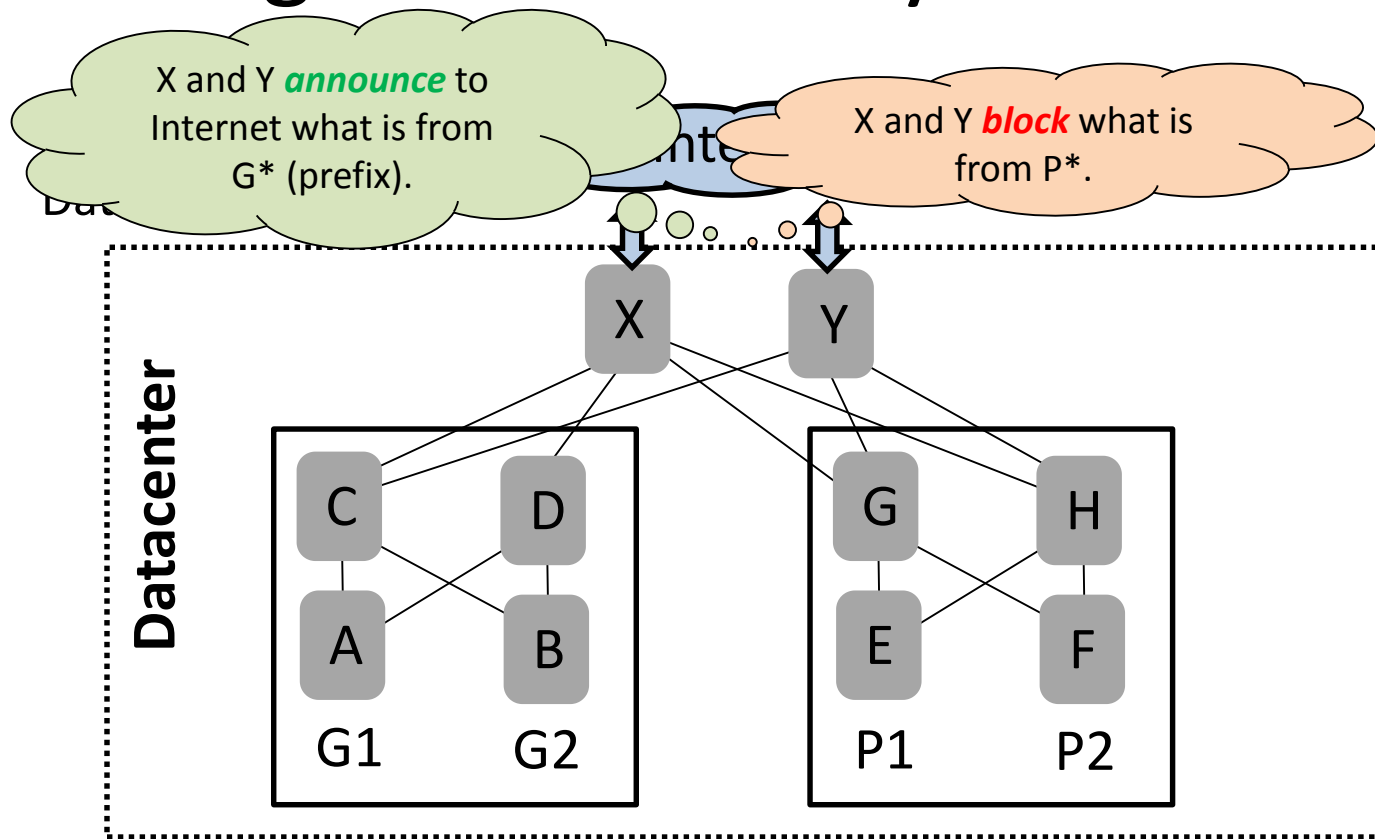 X and Y announce to
Internet what is from
G* (prefix).
X and Y block what is
from P*.
X
Y
Datacenter
C
D
G
H
A
B
E
F
G1
G2
P1
P2